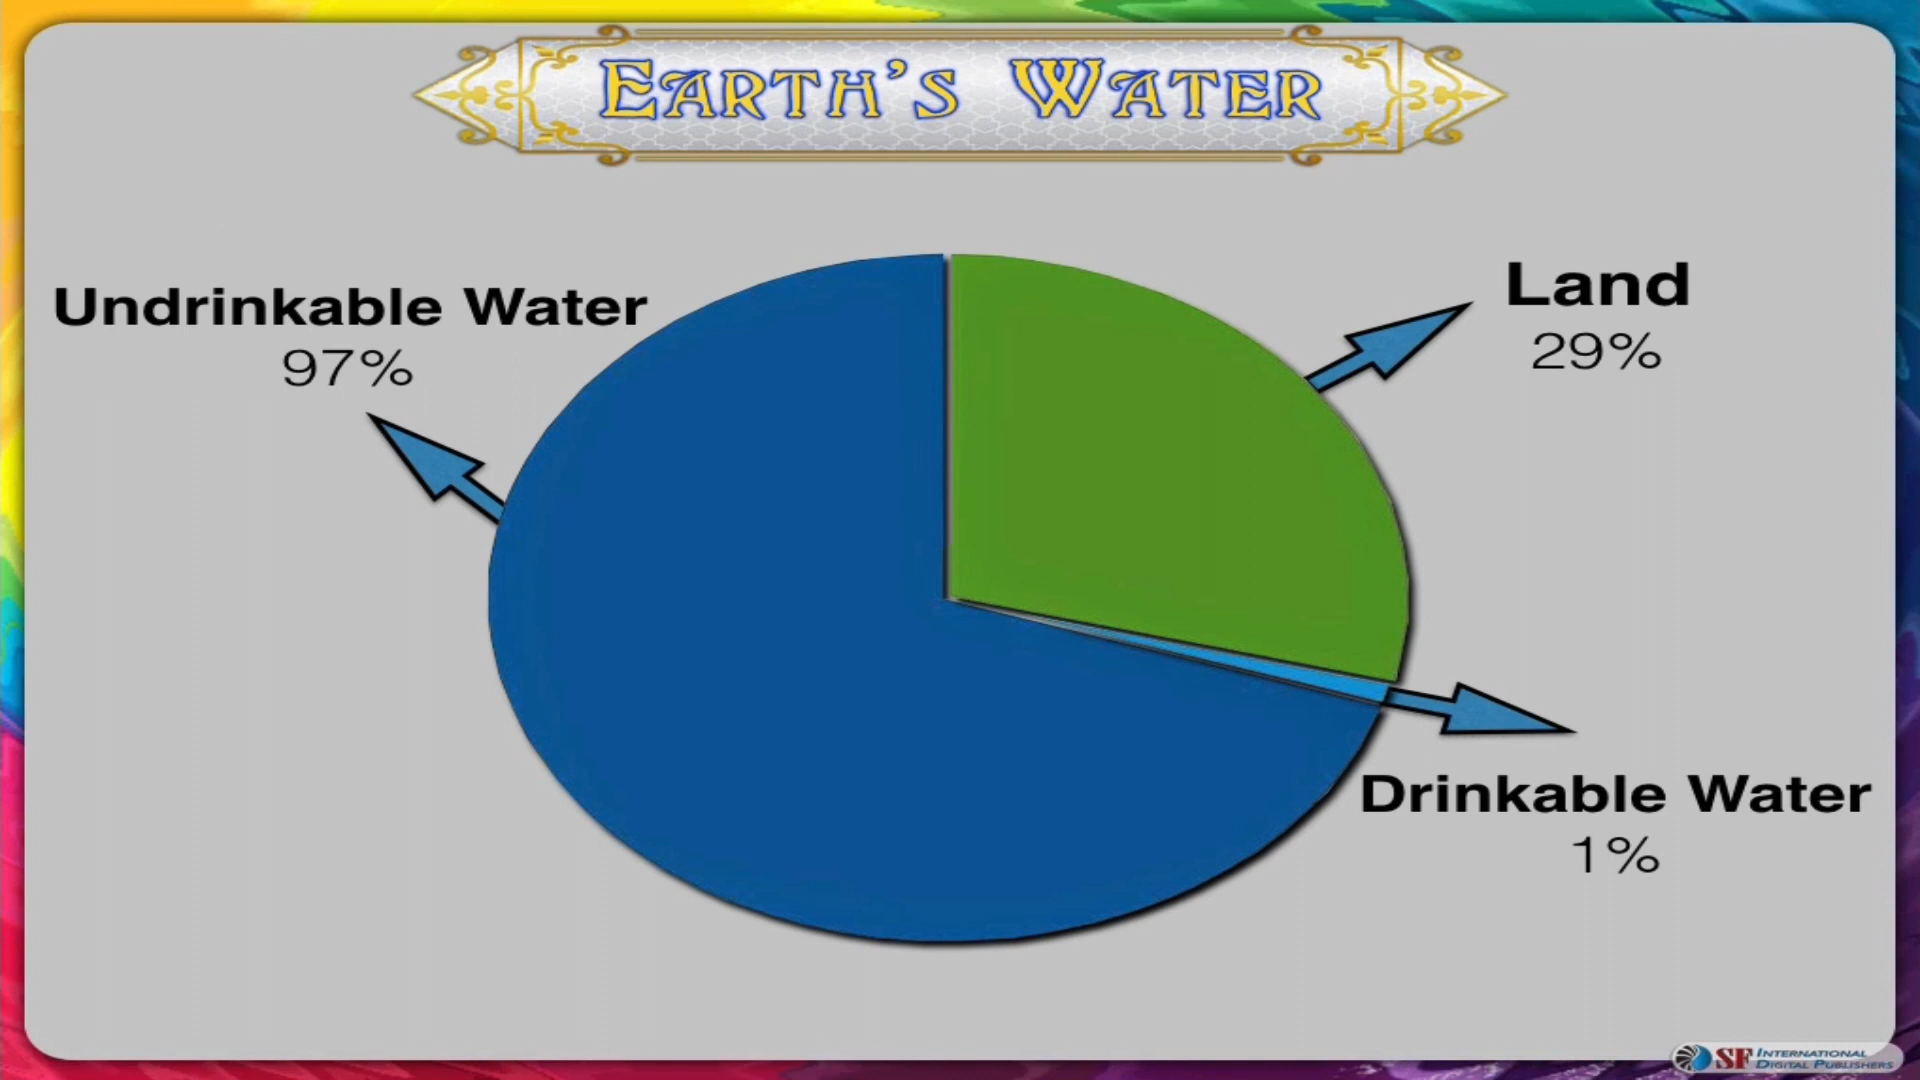 EARTH'S WATER
Undrinkable Water
97%
Land
29%
Drinkable Water
1%
SF INTERNATIONAL
DIGITAL PUBLISHERS